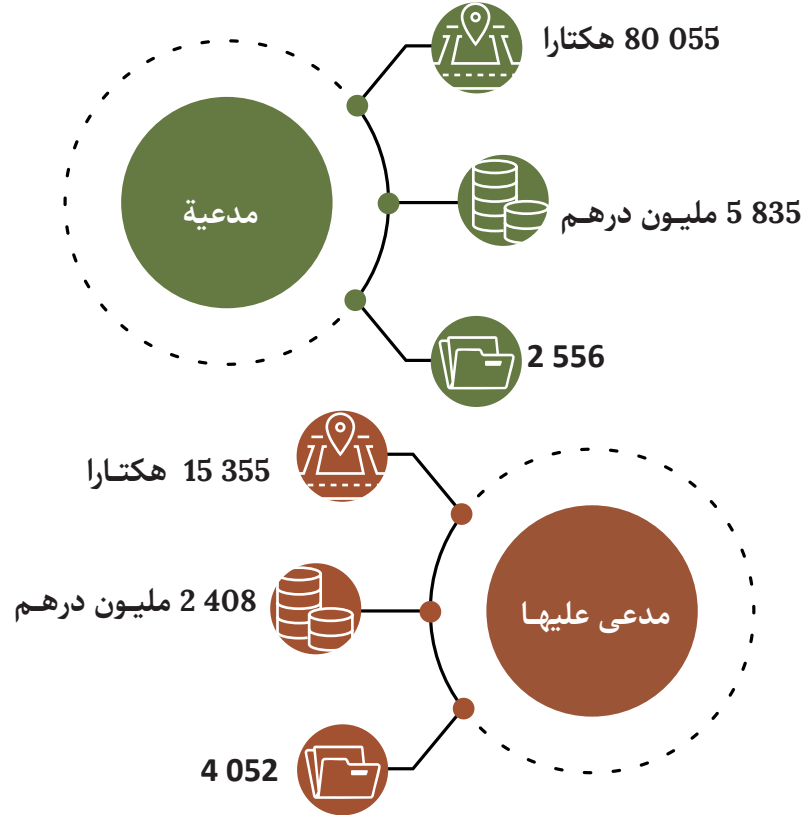 80 055 هكتارا
مدعية
5 835 مليـون درهـم
2 556
15 355 هكتـارا
2 408 مليـون درهـم
مدعى عليهـا
4 052